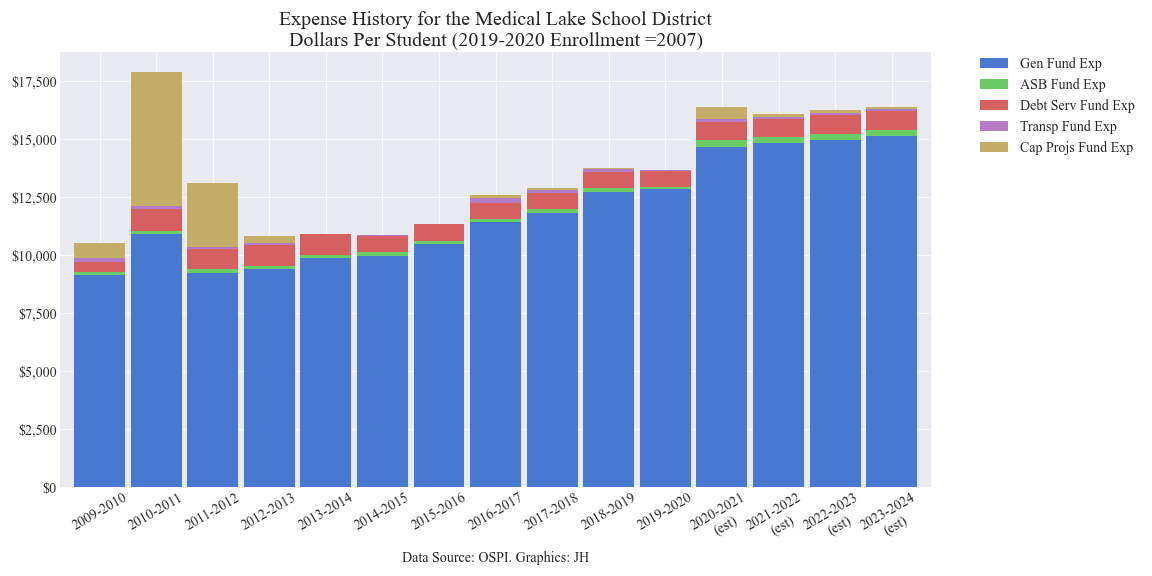 Expense History for the Medical Lake School District
Dollars Per Student (2019-2020 Enrollment =2007)
$17,500
$15,000
$12,500
$10,000
$7,500
$5,000
$2,500
$0
Gen Fund Exp
ASB Fund Exp
Debt Serv Fund Exp
Transp Fund Exp
Cap Projs Fund Exp
2009-2010
2010-2011
2011-2012
2012-2013
2013-2014
2014-2015
2015-2016
2016-2017
2017-2018
2018-2019
2019-2020
2020-2021
(est)
2021-2022
(est)
2022-2023
(est)
2023-2024
(est)
Data Source: OSPI. Graphics: JH